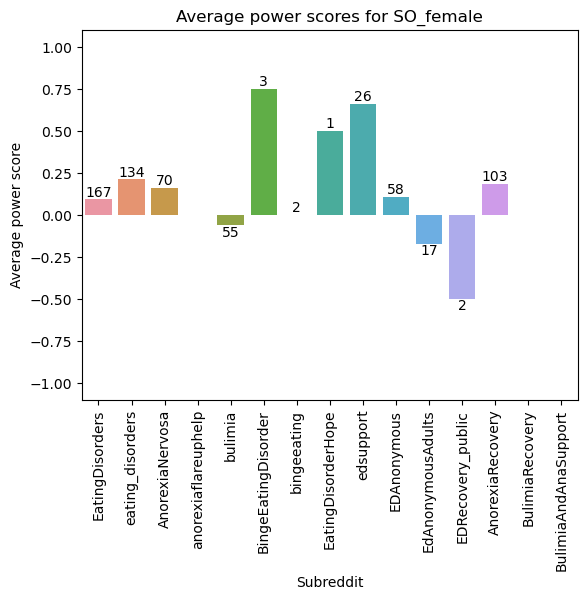 Average power scores for SO_female
Average power score
1.00
0.75
0.50
0.25
0.00
−0.25
−0.50
−0.75
−1.00
167
134
70
55
3
2
1
26
58
17
2
103
EatingDisorders
eating_disorders
AnorexiaNervosa
anorexiaflareuphelp
bulimia
BingeEatingDisorder
bingeeating
EatingDisorderHope
edsupport
EDAnonymous
EdAnonymousAdults
EDRecovery_public
AnorexiaRecovery
BulimiaRecovery
BulimiaAndAnaSupport
Subreddit